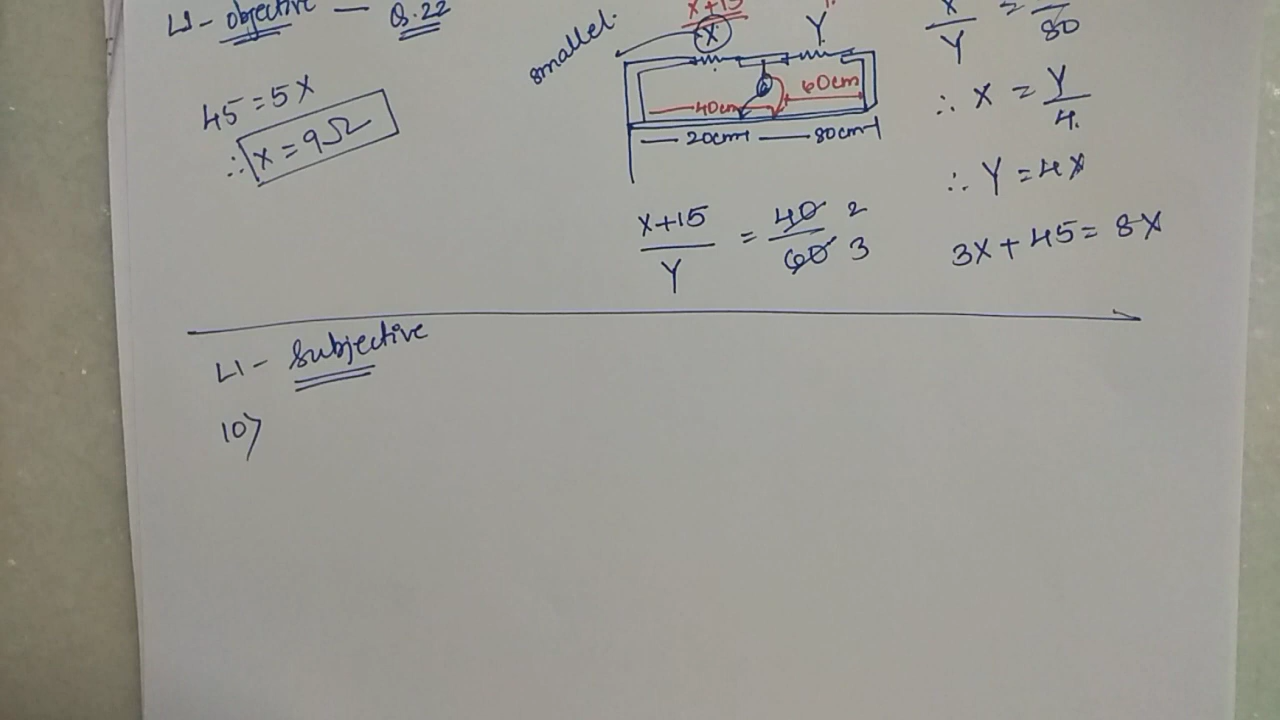 L1 - objective - Q.22
45 = 5X
∴ X = 9Ω
smaller.
X+15
X
Y
40cm
60cm
20cm
80cm
X+15/Y = 40/60 2/3
X/Y = /80
∴ X = Y/4.
∴ Y = 4X
3X + 45 = 8X
L1 - Subjective
10)